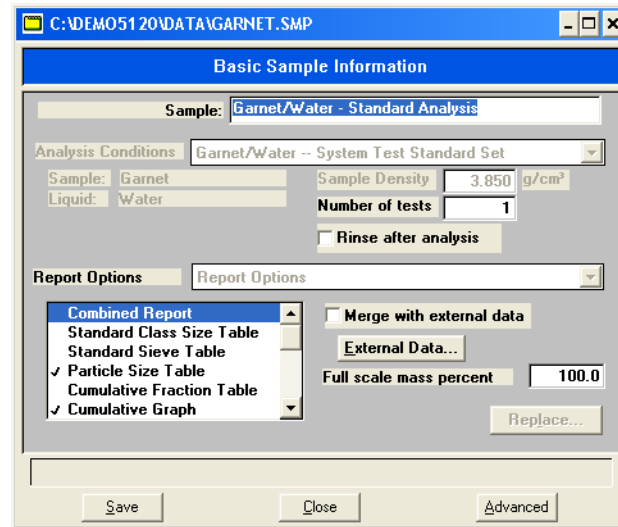 C:\DEMO5120\DATA\GARNET.SMP
Basic Sample Information
Sample: Garnet/Water - Standard Analysis
Analysis Conditions Garnet/Water -- System Test Standard Set
Sample: Garnet Sample Density 3.850 g/cm³
Liquid: Water Number of tests 1
Rinse after analysis
Report Options Report Options
Combined Report
Standard Class Size Table
Standard Sieve Table
✓ Particle Size Table
Cumulative Fraction Table
✓ Cumulative Graph
Merge with external data
External Data...
Full scale mass percent 100.0
Replace...
Save Close Advanced